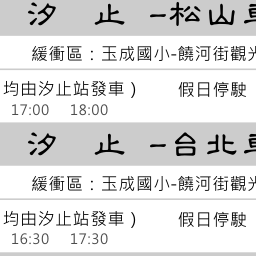 汐 止 -松山
緩衝區：玉成國小-饒河街觀
均由汐止站發車） 假日停駛
17:00 18:00
汐 止 -台北
緩衝區：玉成國小-饒河街觀
均由汐止站發車） 假日停駛
16:30 17:30